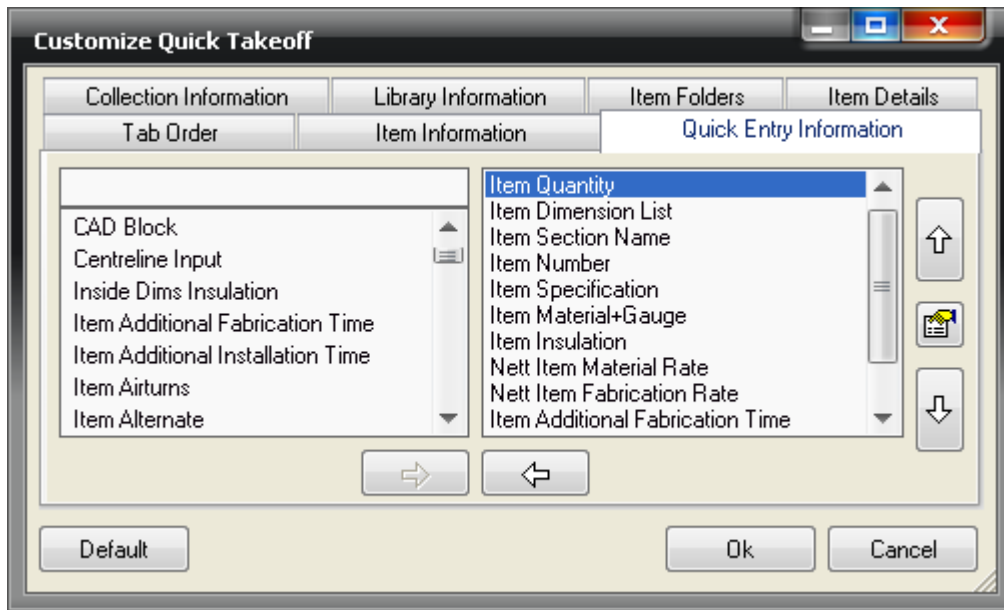 Customize Quick Takeoff
Collection Information
Library Information
Item Folders
Item Details
Tab Order
Item Information
Quick Entry Information
CAD Block
Centreline Input
Inside Dims Insulation
Item Additional Fabrication Time
Item Additional Installation Time
Item Airturns
Item Alternate
Item Quantity
Item Dimension List
Item Section Name
Item Number
Item Specification
Item Material+Gauge
Item Insulation
Nett Item Material Rate
Nett Item Fabrication Rate
Item Additional Fabrication Time
Default
Ok
Cancel